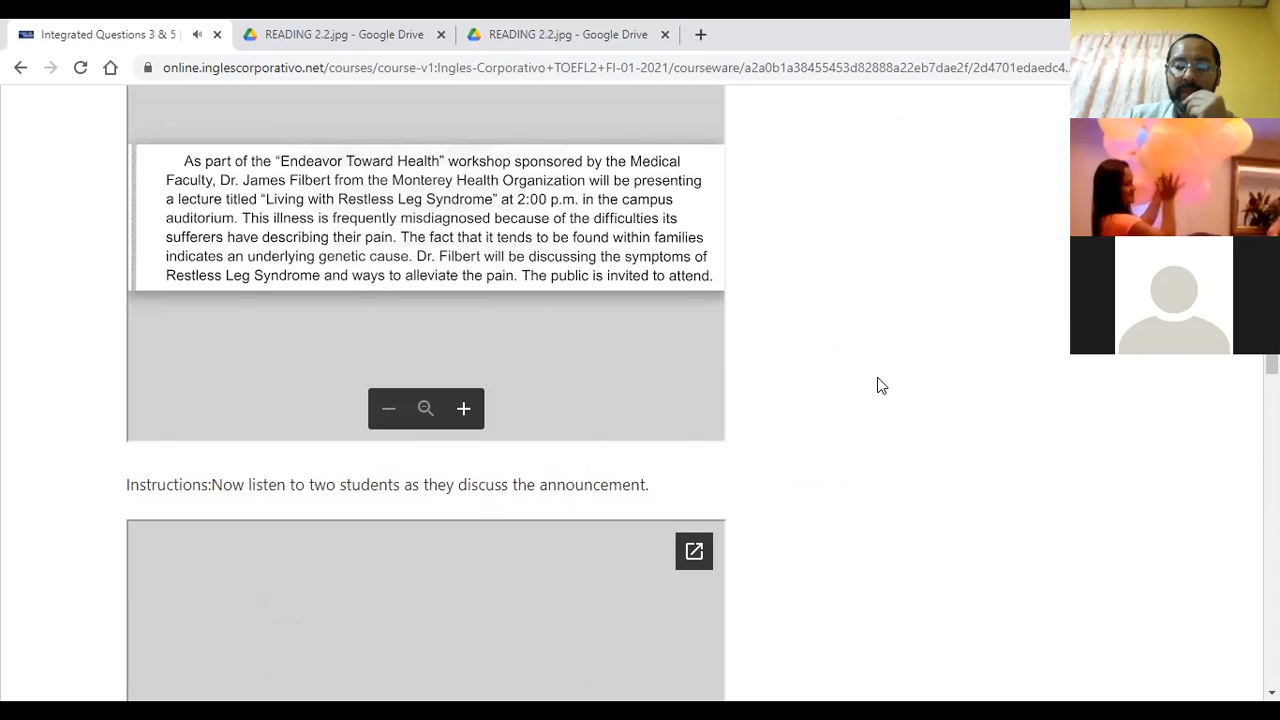 Integrated Questions 3 & 5
READING 2.2.jpg - Google Drive
READING 2.2.jpg - Google Drive
online.inglescorporativo.net/courses/course-v1:Ingles-Corporativo+TOEFL2+FI-01-2021/courseware/a2a0b1a38455453d82888a22eb7dae2f/2d4701edaedc4...
As part of the “Endeavor Toward Health” workshop sponsored by the Medical
Faculty, Dr. James Filbert from the Monterey Health Organization will be presenting
a lecture titled “Living with Restless Leg Syndrome” at 2:00 p.m. in the campus
auditorium. This illness is frequently misdiagnosed because of the difficulties its
sufferers have describing their pain. The fact that it tends to be found within families
indicates an underlying genetic cause. Dr. Filbert will be discussing the symptoms of
Restless Leg Syndrome and ways to alleviate the pain. The public is invited to attend.
Instructions:Now listen to two students as they discuss the announcement.